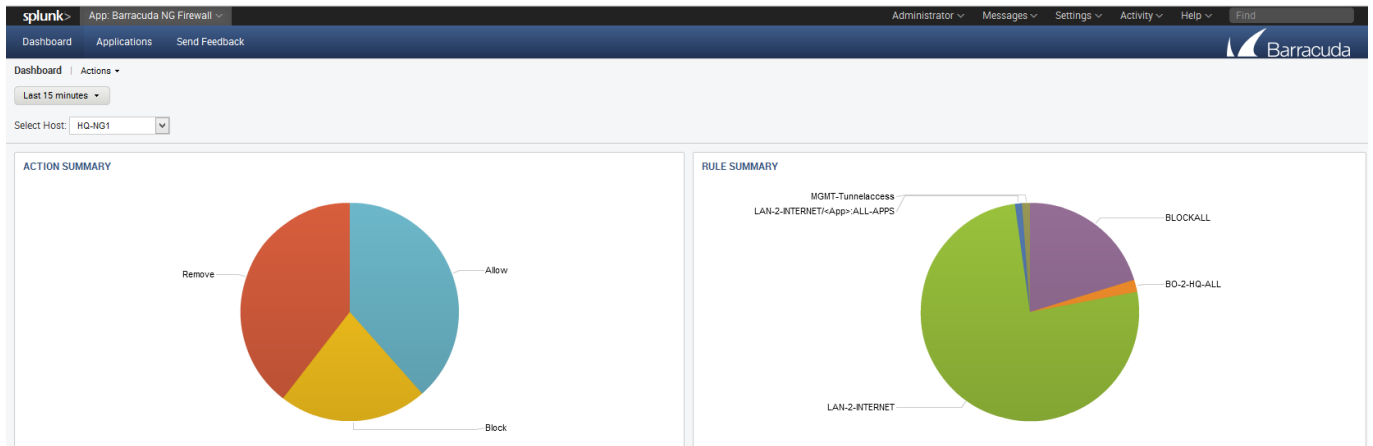 splunk> App: Barracuda NG Firewall Administrator Messages Settings Activity Help Find
Dashboard Applications Send Feedback Barracuda
Dashboard | Actions
Last 15 minutes
Select Host: HQ-NG1
ACTION SUMMARY
Remove
Allow
Block
RULE SUMMARY
MGMT-Tunnelaccess
LAN-2-INTERNET/<App>:ALL-APPS
BLOCKALL
BO-2-HQ-ALL
LAN-2-INTERNET